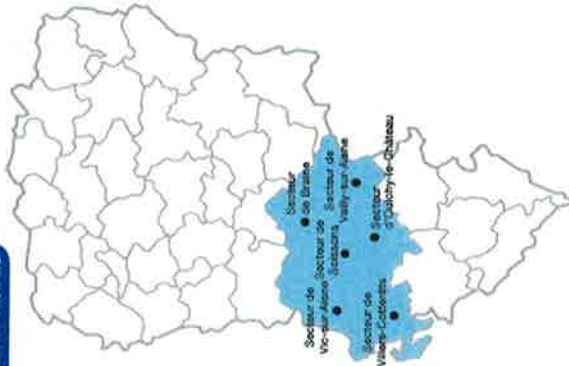 Secteur
de Braine
Secteur de
Vailly-sur-Aisne
Secteur de
Soissons
Secteur
d'Oulchy-le-Château
Secteur de
Vic-sur-Aisne
Secteur de
Villers-Cotterêts